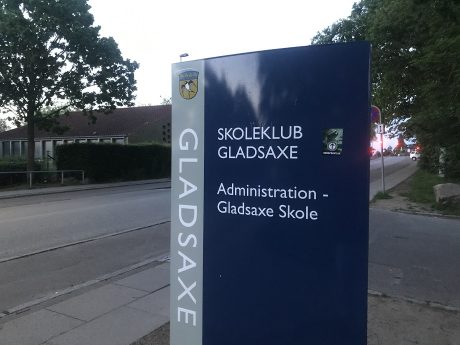 GLADSAXE
SKOLEKLUB
GLADSAXE
Administration -
Gladsaxe Skole